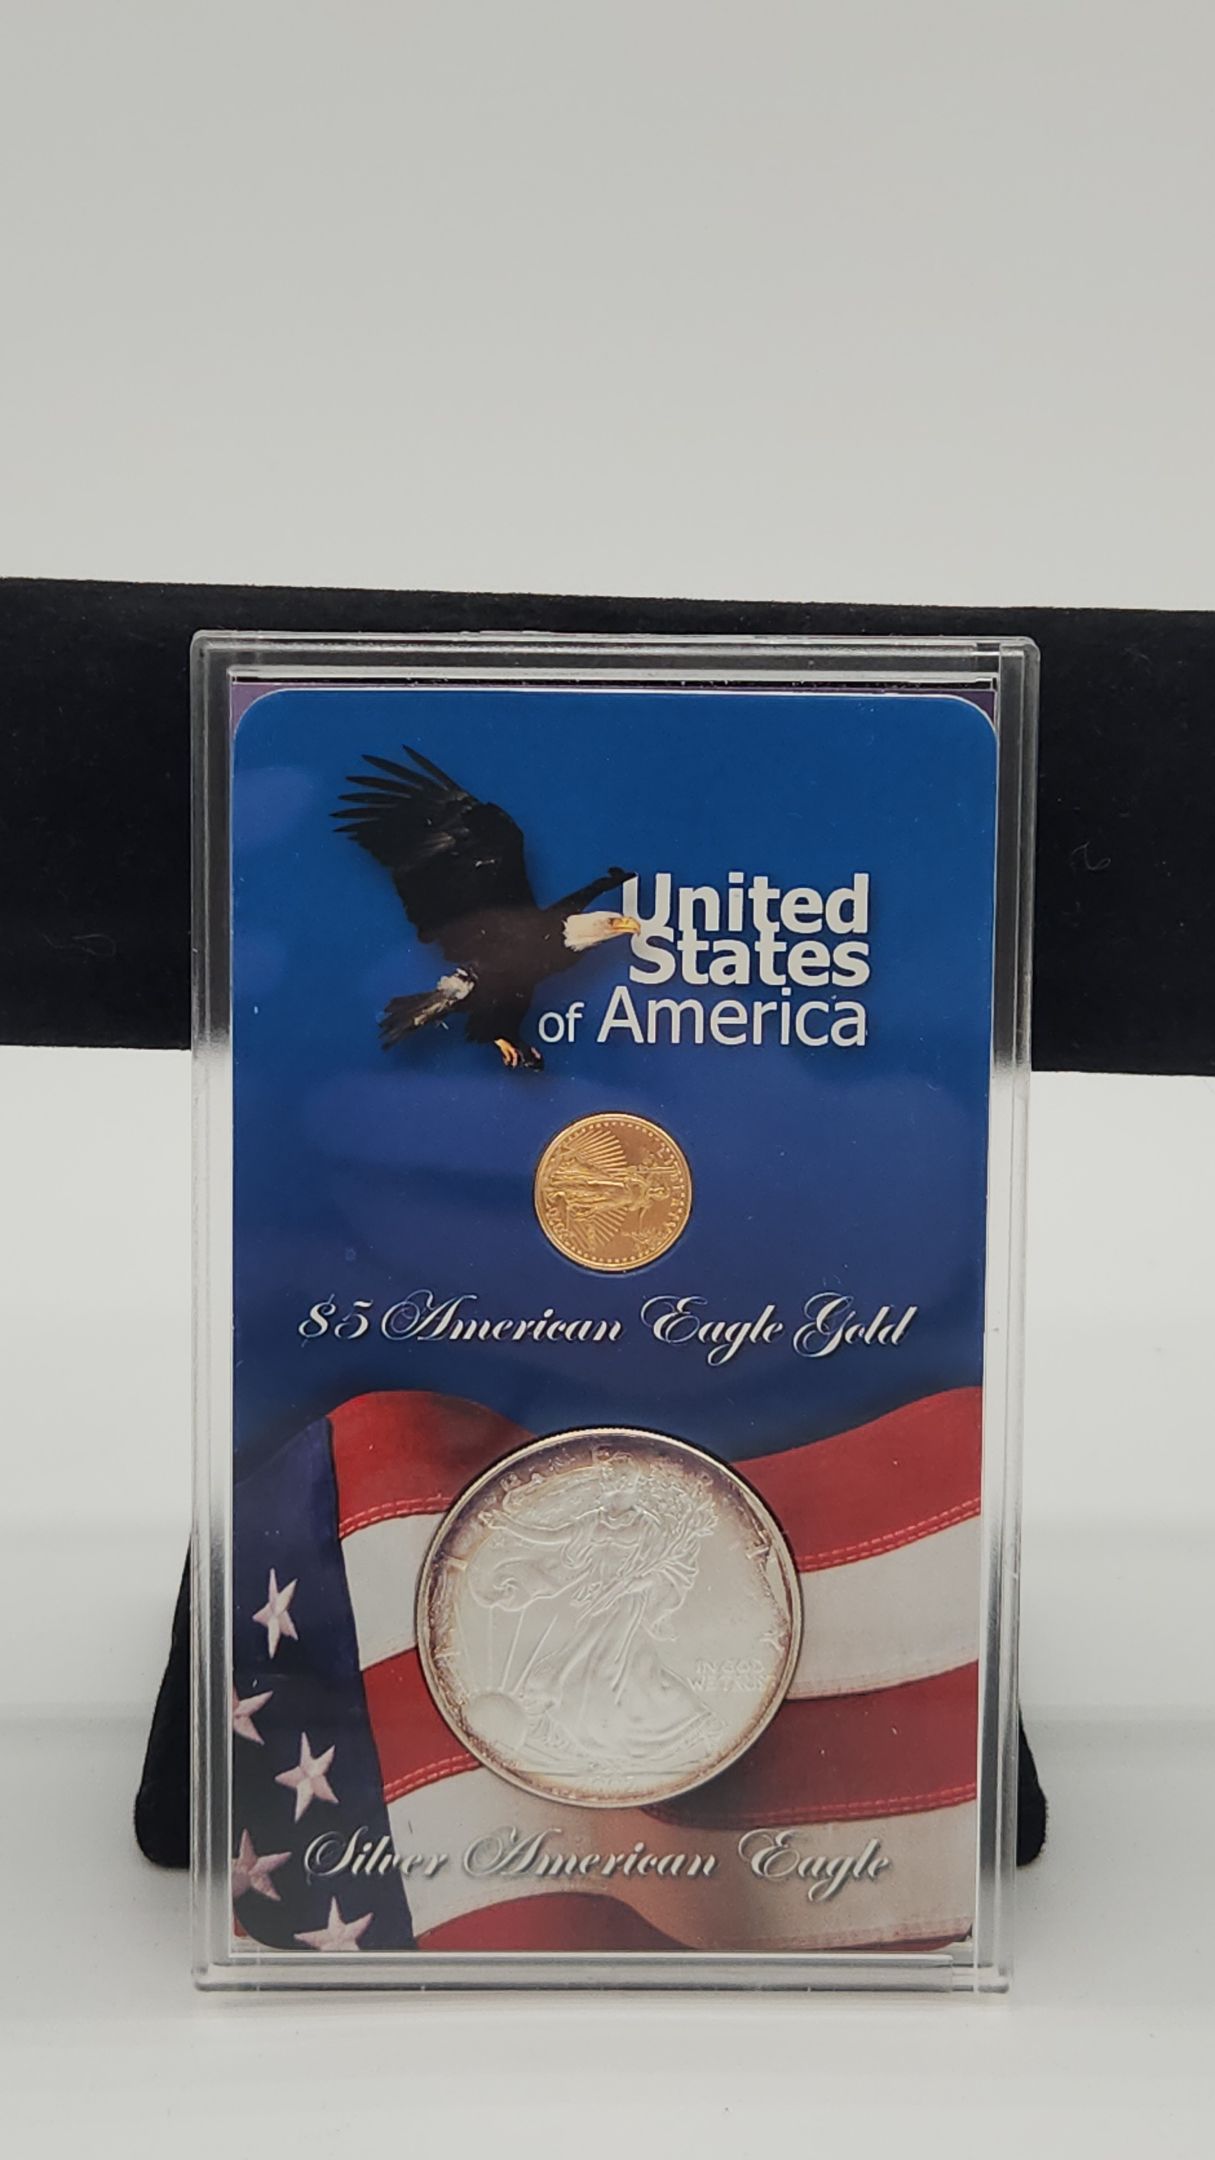 United
States
of America
$5 American Eagle Gold
IN GOD
WE TRUST
Silver American Eagle